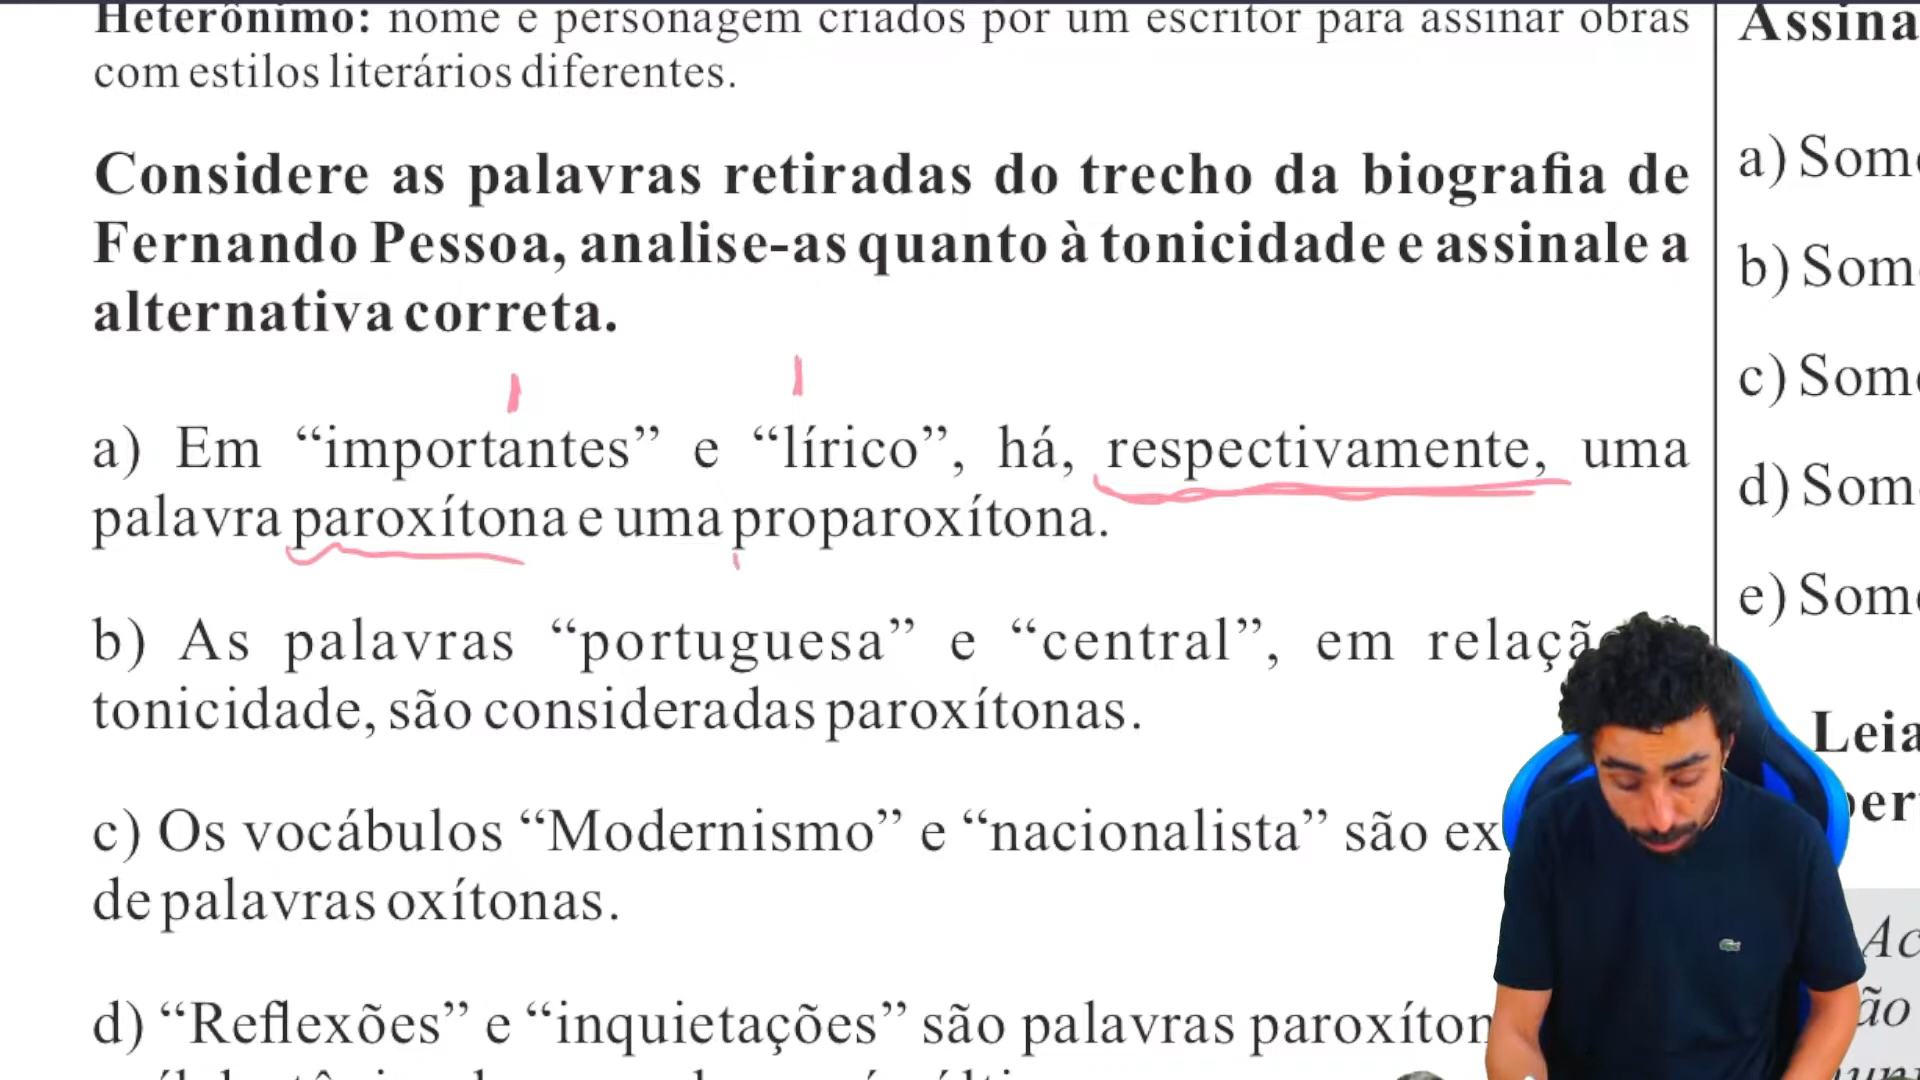 Heterônimo: nome e personagem criados por um escritor para assinar obras
com estilos literários diferentes.
Considere as palavras retiradas do trecho da biografia de
Fernando Pessoa, analise-as quanto à tonicidade e assinale a
alternativa correta.
a) Em “importantes” e “lírico”, há, respectivamente, uma
palavra paroxítona e uma proparoxítona.
b) As palavras “portuguesa” e “central”, em relaçã
tonicidade, são consideradas paroxítonas.
c) Os vocábulos “Modernismo” e “nacionalista” são ex
de palavras oxítonas.
d) “Reflexões” e “inquietações” são palavras paroxíton
Assina
a) Som
b) Som
c) Som
d) Som
e) Som
Leia
per
Ac
ão